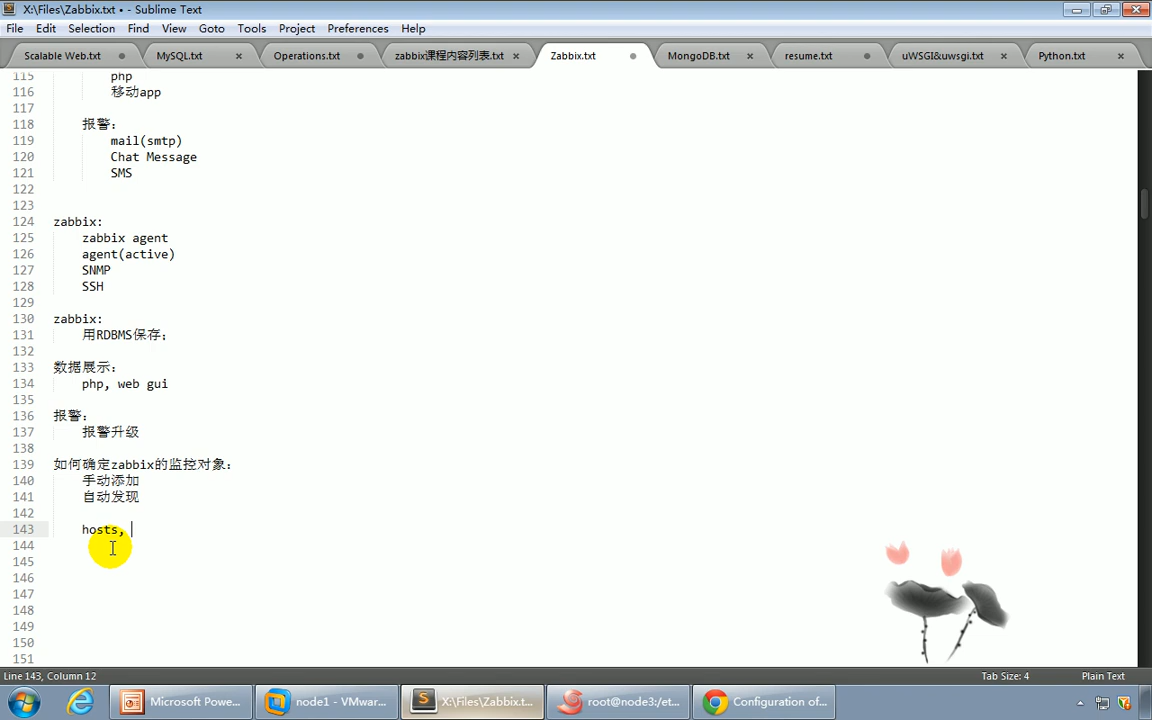 X:\Files\Zabbix.txt • - Sublime Text
File Edit Selection Find View Goto Tools Project Preferences Help
Scalable Web.txt MySQL.txt Operations.txt zabbix课程内容列表.txt Zabbix.txt MongoDB.txt resume.txt uWSGI&uwsgi.txt Python.txt
115 php
116 移动app
117
118 报警:
119 mail(smtp)
120 Chat Message
121 SMS
122
123
124 zabbix:
125 zabbix agent
126 agent(active)
127 SNMP
128 SSH
129
130 zabbix:
131 用RDBMS保存;
132
133 数据展示:
134 php, web gui
135
136 报警:
137 报警升级
138
139 如何确定zabbix的监控对象:
140 手动添加
141 自动发现
142
143 hosts,
144
145
146
147
148
149
150
151
Line 143, Column 12 Tab Size: 4 Plain Text
Microsoft Powe... node1 - VMwar... X:\Files\Zabbix.t... root@node3:/et... Configuration of...